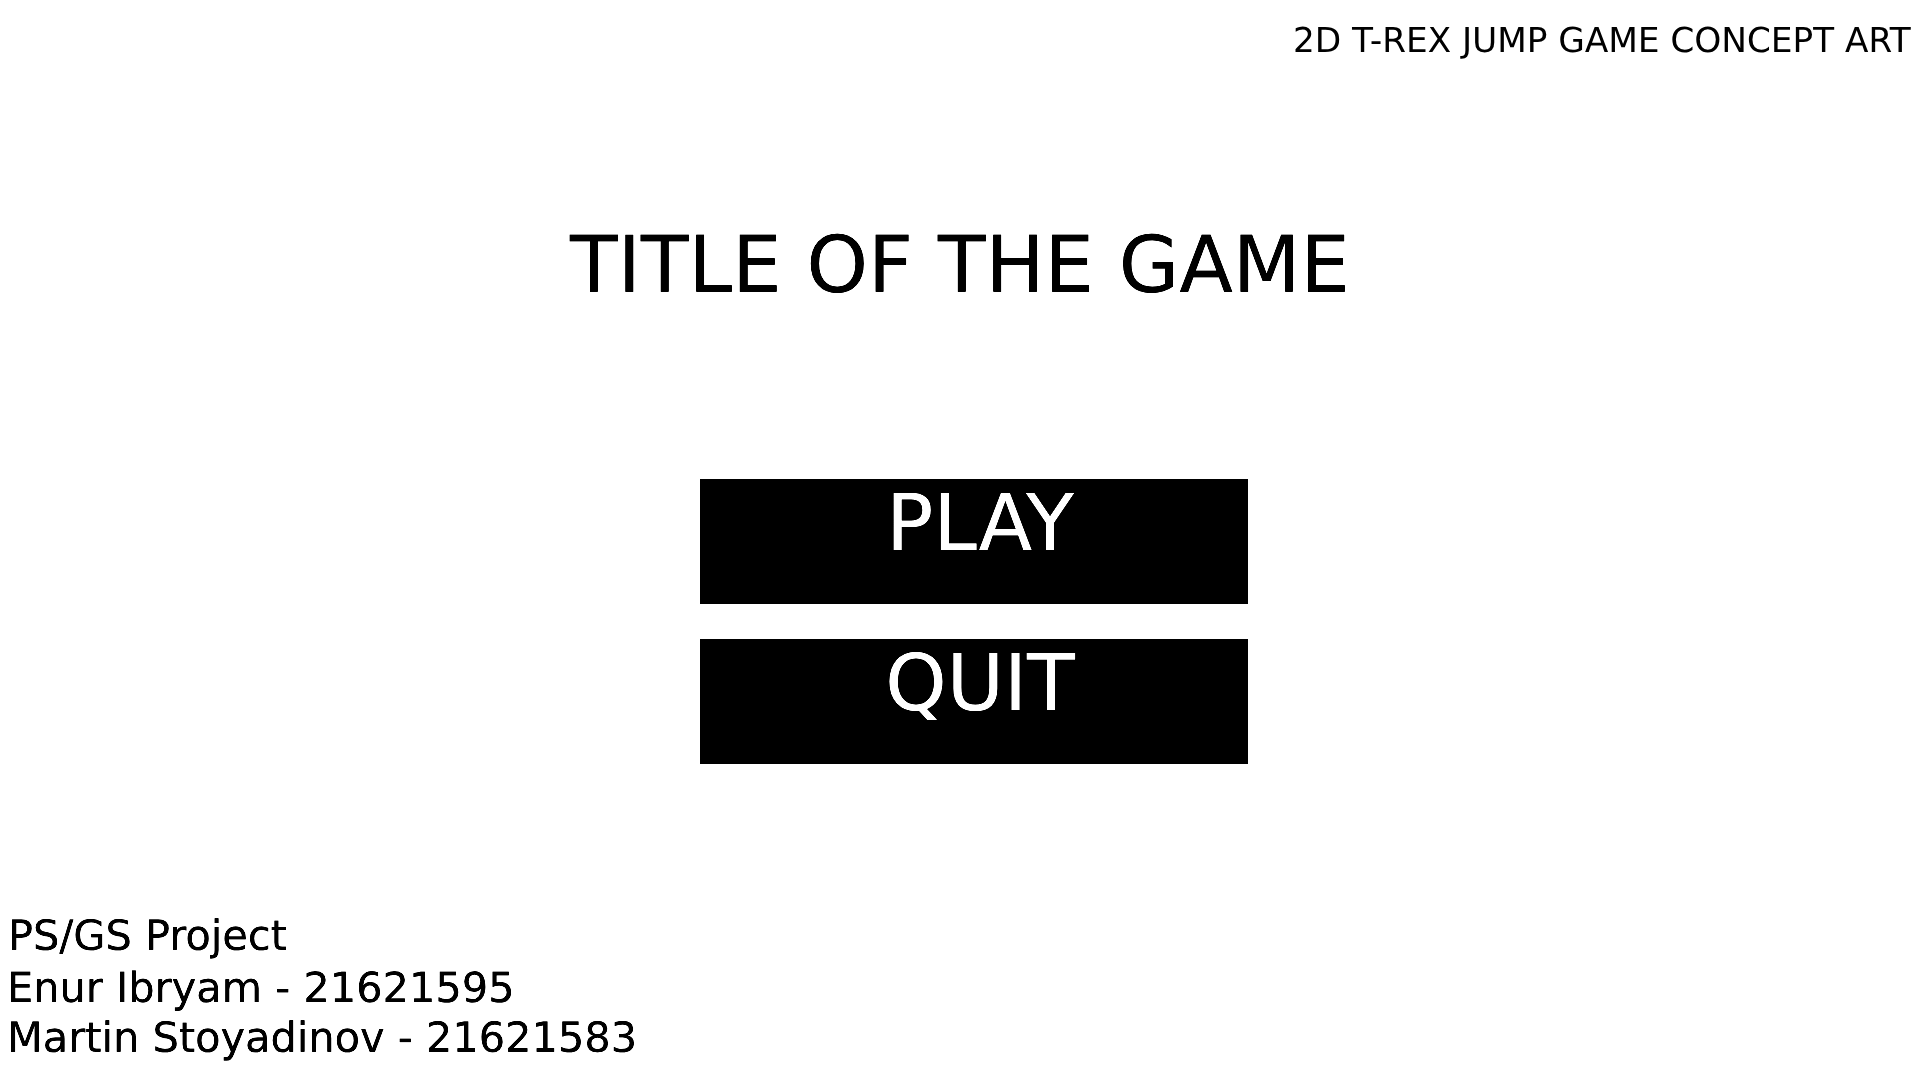 2D T-REX JUMP GAME CONCEPT ART
TITLE OF THE GAME
PLAY
QUIT
PS/GS Project
Enur Ibryam - 21621595
Martin Stoyadinov - 21621583